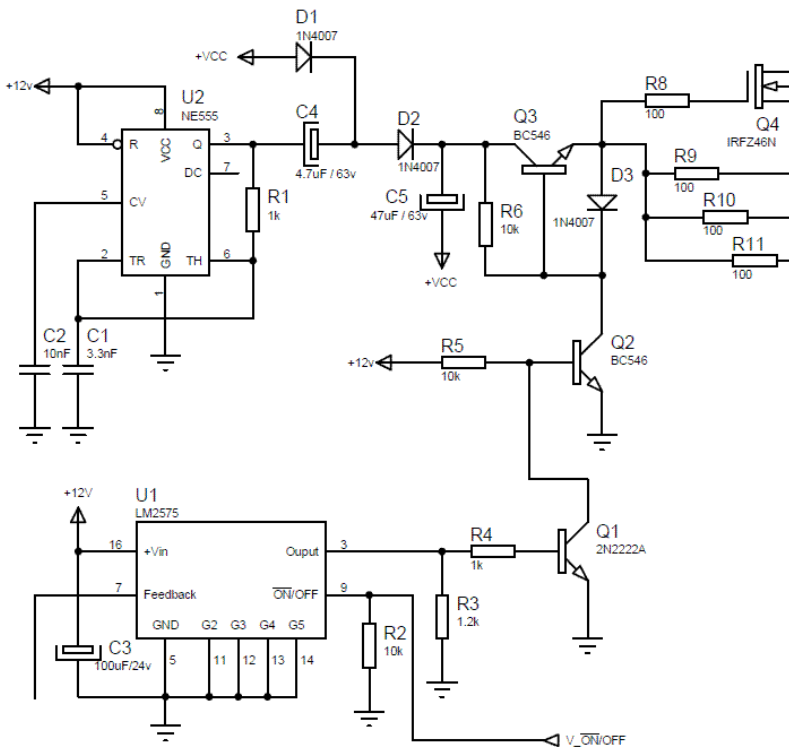 D1
1N4007
+VCC
+12v
U2
NE555
8
VCC
4
R
Q
3
DC
7
5
CV
2
TR
GND
TH
6
1
C4
4.7uF / 63v
D2
1N4007
R1
1k
C5
47uF / 63v
+VCC
R6
10k
Q3
BC546
D3
1N4007
R8
100
Q4
IRFZ46N
R9
100
R10
100
R11
100
C2
10nF
C1
3.3nF
+12v
R5
10k
Q2
BC546
+12V
U1
LM2575
16
+Vin
Ouput
3
7
Feedback
ON/OFF
9
GND
G2
G3
G4
G5
5
11
12
13
14
C3
100uF/24v
R2
10k
R3
1.2k
R4
1k
Q1
2N2222A
V_ON/OFF